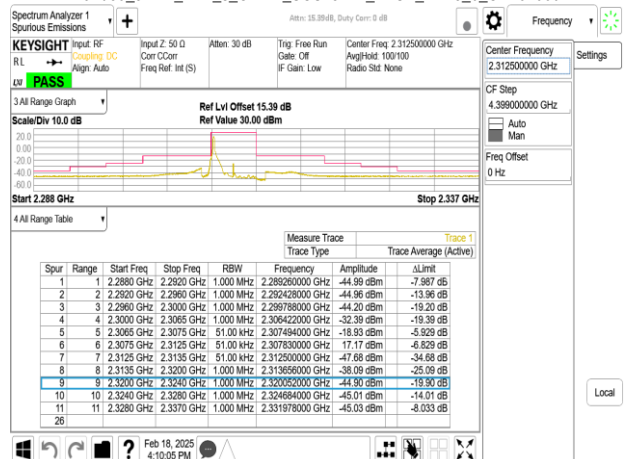 Spectrum Analyzer 1
Spurious Emissions
Attn: 15.39dB, Duty Corr: 0 dB
Frequency
KEYSIGHT
RL
LXI PASS
Input: RF
Coupling: DC
Align: Auto
Input Z: 50 Ω
Corr CCorr
Freq Ref: Int (S)
Atten: 30 dB
Trig: Free Run
Gate: Off
IF Gain: Low
Center Freq: 2.312500000 GHz
Avg|Hold: 100/100
Radio Std: None
Center Frequency
2.312500000 GHz
Settings
CF Step
4.399000000 GHz
Auto
Man
Freq Offset
0 Hz
Local
3 All Range Graph
Scale/Div 10.0 dB
Ref Lvl Offset 15.39 dB
Ref Value 30.00 dBm
20.0
0.00
-20.0
-40.0
-60.0
Start 2.288 GHz
Stop 2.337 GHz
4 All Range Table
Measure Trace Trace 1
Trace Type Trace Average (Active)
Spur Range Start Freq Stop Freq RBW Frequency Amplitude ΔLimit
1 1 2.2880 GHz 2.2920 GHz 1.000 MHz 2.289260000 GHz -44.99 dBm -7.987 dB
2 2 2.2920 GHz 2.2960 GHz 1.000 MHz 2.292428000 GHz -44.96 dBm -13.96 dB
3 3 2.2960 GHz 2.3000 GHz 1.000 MHz 2.299788000 GHz -44.20 dBm -19.20 dB
4 4 2.3000 GHz 2.3065 GHz 1.000 MHz 2.306422000 GHz -32.39 dBm -19.39 dB
5 5 2.3065 GHz 2.3075 GHz 51.00 kHz 2.307494000 GHz -18.93 dBm -5.929 dB
6 6 2.3075 GHz 2.3125 GHz 51.00 kHz 2.307830000 GHz 17.17 dBm -6.829 dB
7 7 2.3125 GHz 2.3135 GHz 51.00 kHz 2.312500000 GHz -47.68 dBm -34.68 dB
8 8 2.3135 GHz 2.3200 GHz 1.000 MHz 2.313656000 GHz -38.09 dBm -25.09 dB
9 9 2.3200 GHz 2.3240 GHz 1.000 MHz 2.320052000 GHz -44.90 dBm -19.90 dB
10 10 2.3240 GHz 2.3280 GHz 1.000 MHz 2.324684000 GHz -45.01 dBm -14.01 dB
11 11 2.3280 GHz 2.3370 GHz 1.000 MHz 2.331978000 GHz -45.03 dBm -8.033 dB
26
Feb 18, 2025
4:10:05 PM